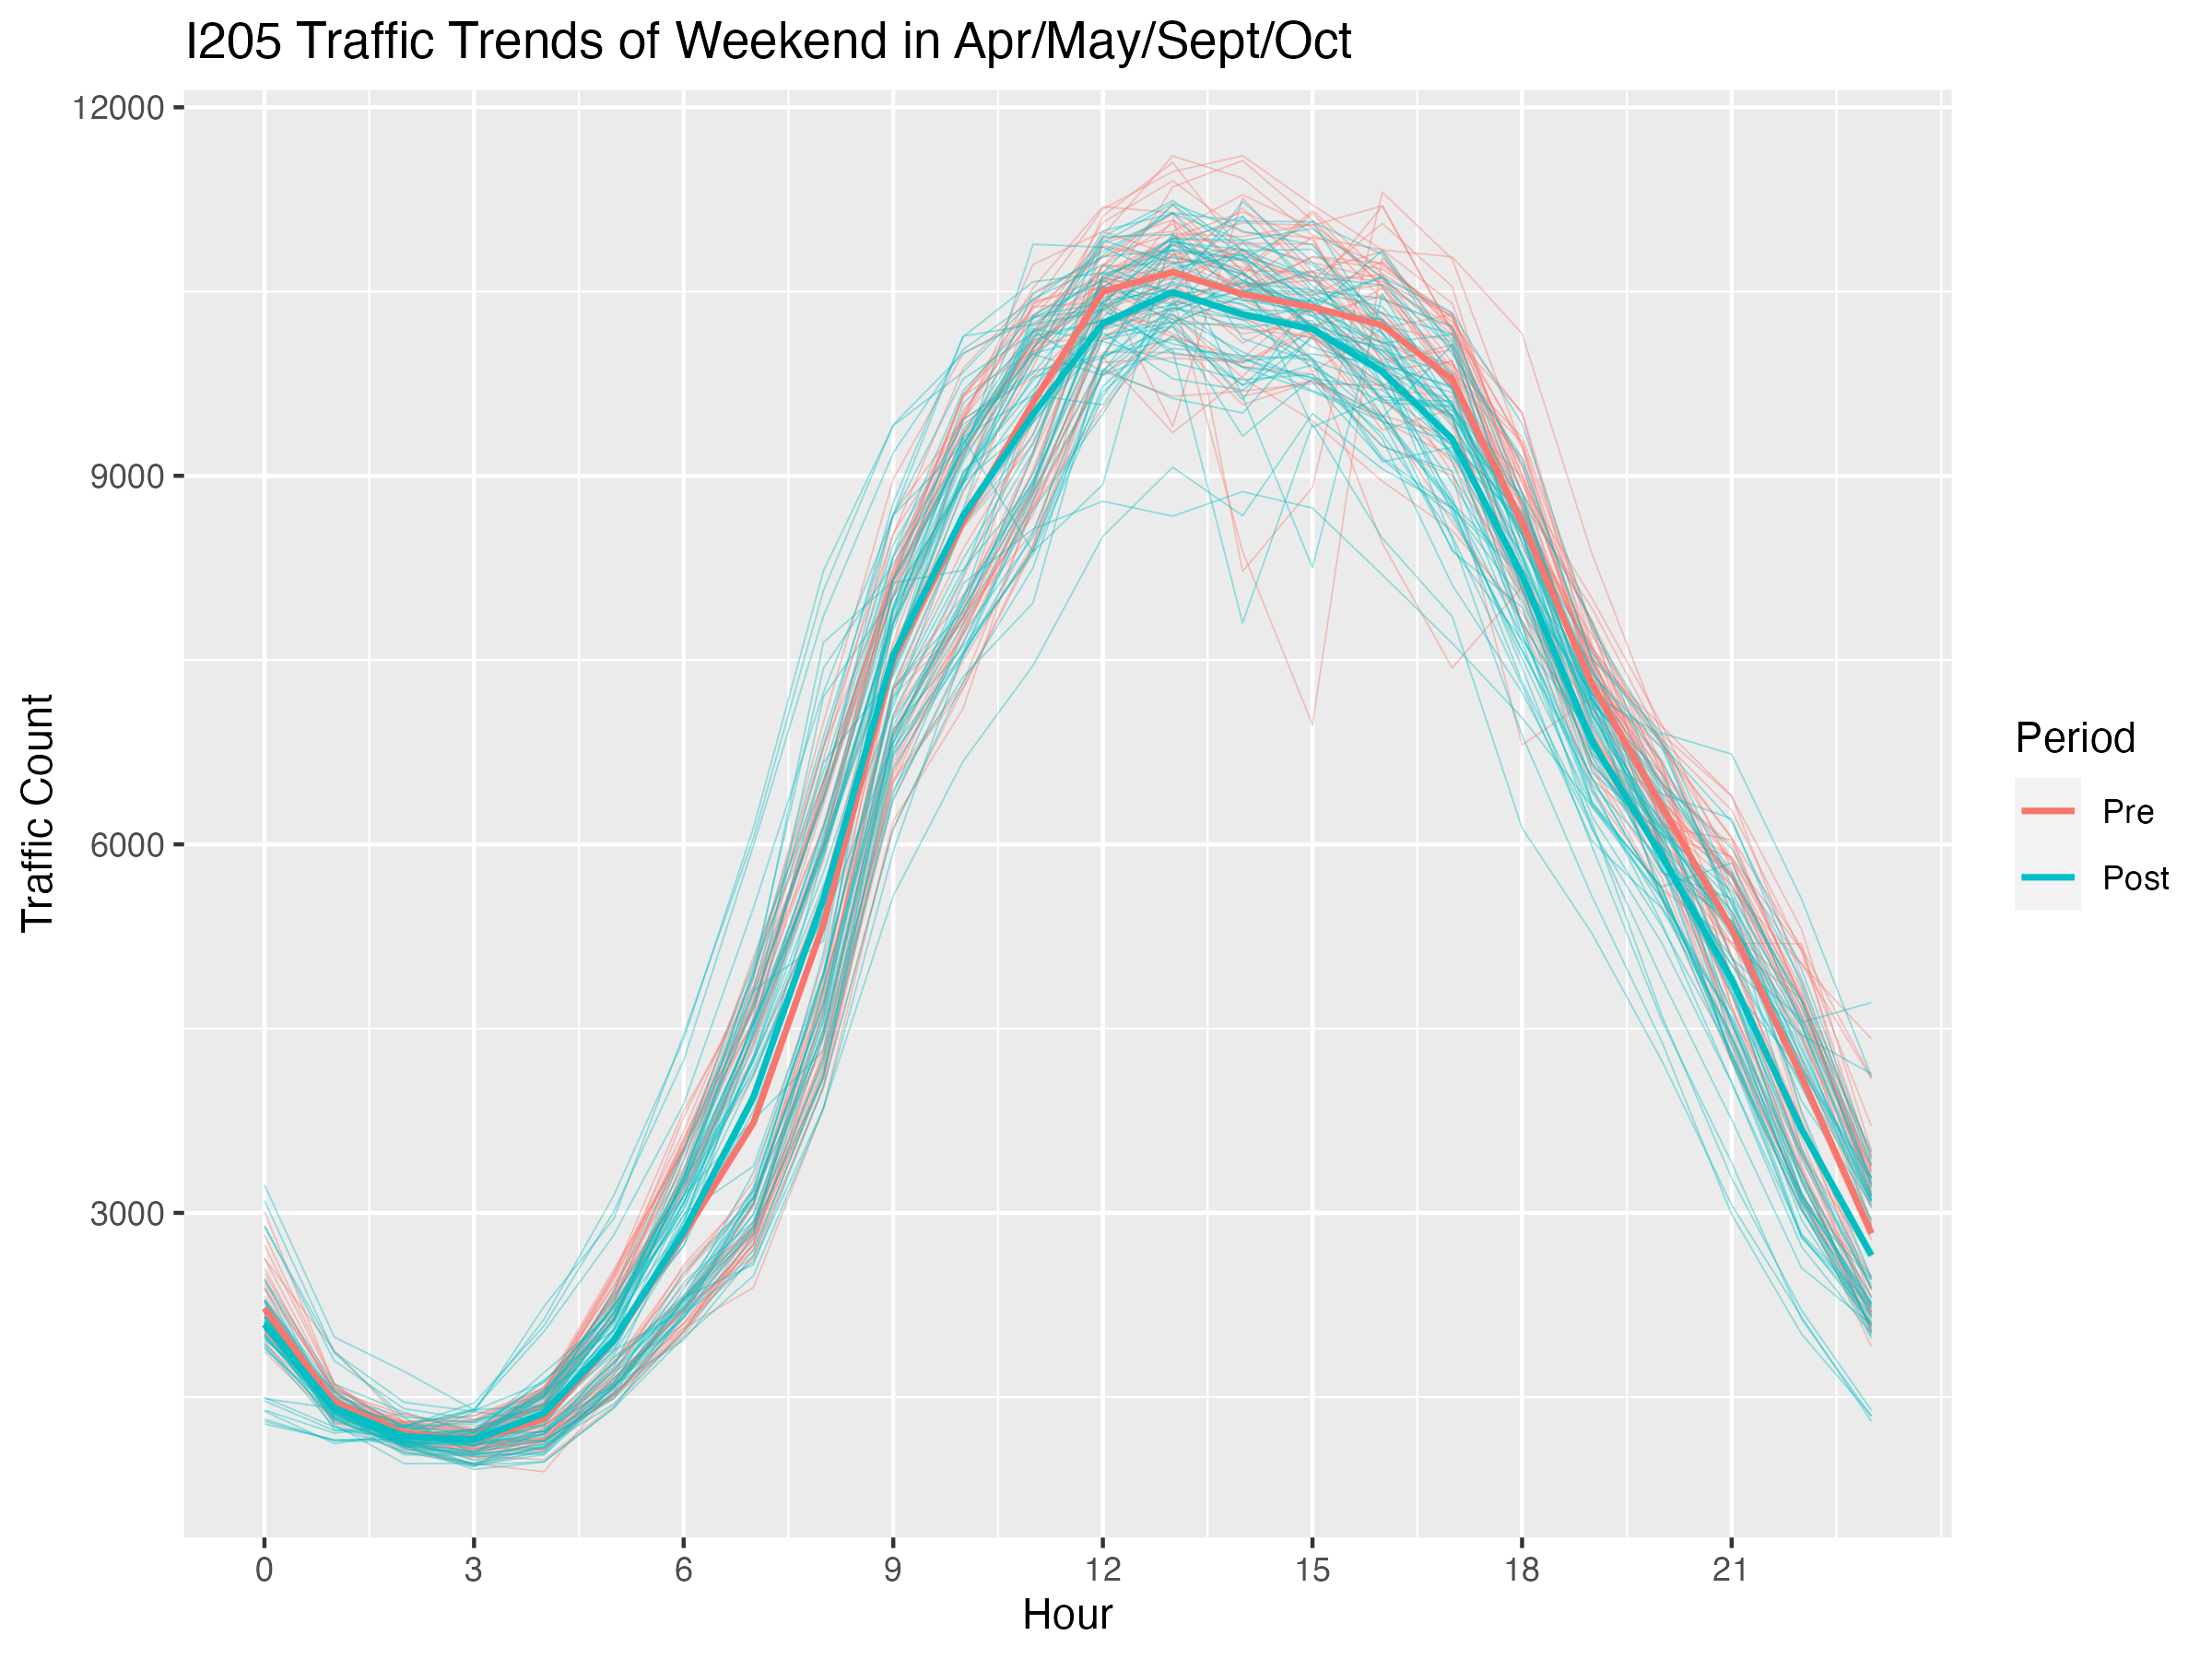 I205 Traffic Trends of Weekend in Apr/May/Sept/Oct
Traffic Count
12000
9000
6000
3000
0 3 6 9 12 15 18 21
Hour
Period
Pre
Post